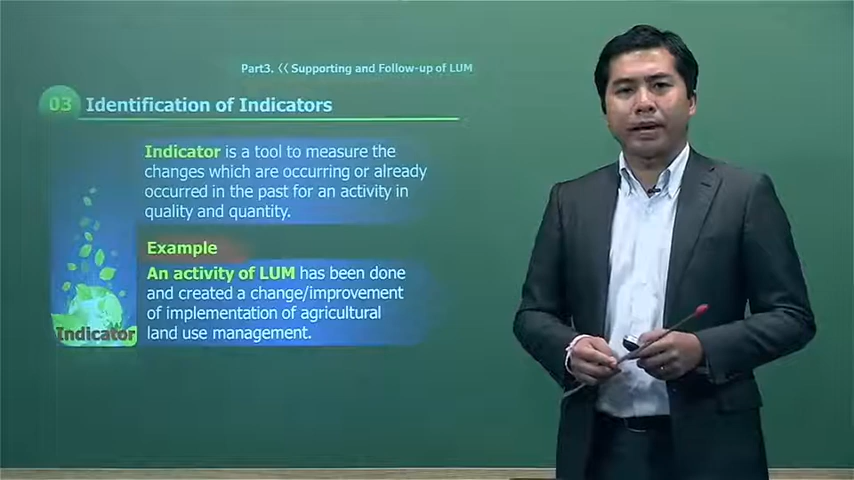 Part3. 《 Supporting and Follow-up of LUM
03 Identification of Indicators
Indicator is a tool to measure the
changes which are occurring or already
occurred in the past for an activity in
quality and quantity.
Example
An activity of LUM has been done
and created a change/improvement
of implementation of agricultural
land use management.
Indicator